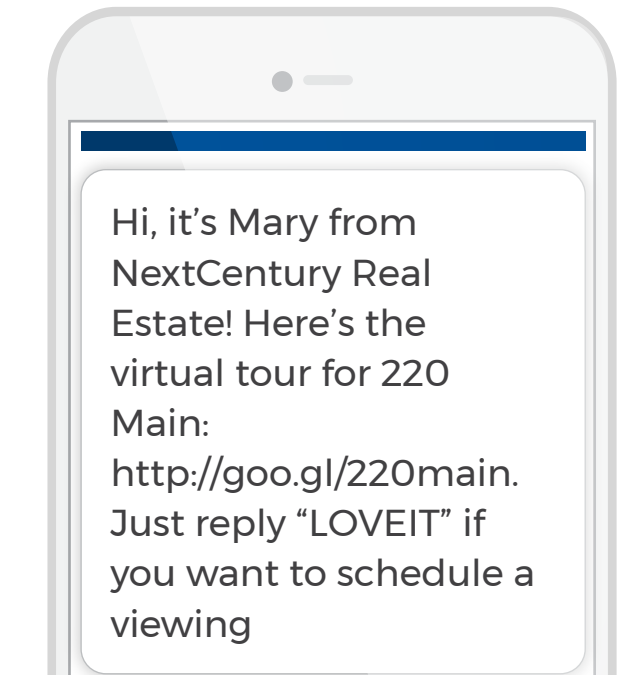 Hi, it’s Mary from
NextCentury Real
Estate! Here’s the
virtual tour for 220
Main:
http://goo.gl/220main.
Just reply “LOVEIT” if
you want to schedule a
viewing